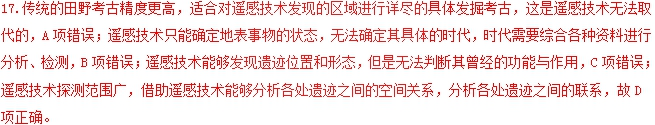 17.传统的田野考古精度更高，适合对遥感技术发现的区域进行详尽的具体发掘考古，这是遥感技术无法取
代的，A 项错误；遥感技术只能确定地表事物的状态，无法确定其具体的时代，时代需要综合各种资料进行
分析、检测，B 项错误；遥感技术能够发现遗迹位置和形态，但是无法判断其曾经的功能与作用，C 项错误；
遥感技术探测范围广，借助遥感技术能够分析各处遗迹之间的空间关系，分析各处遗迹之间的联系，故 D
项正确。